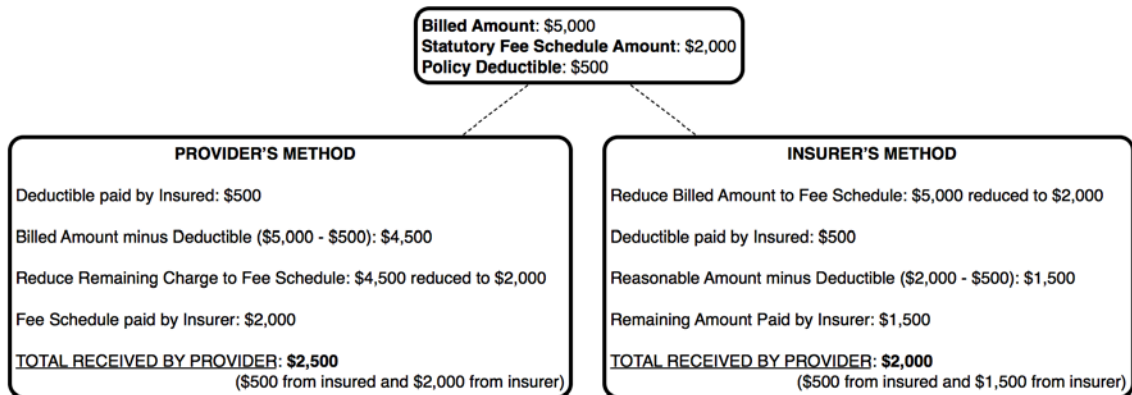 Billed Amount: $5,000
Statutory Fee Schedule Amount: $2,000
Policy Deductible: $500
PROVIDER'S METHOD
Deductible paid by Insured: $500
Billed Amount minus Deductible ($5,000 - $500): $4,500
Reduce Remaining Charge to Fee Schedule: $4,500 reduced to $2,000
Fee Schedule paid by Insurer: $2,000
TOTAL RECEIVED BY PROVIDER: $2,500
($500 from insured and $2,000 from insurer)
INSURER'S METHOD
Reduce Billed Amount to Fee Schedule: $5,000 reduced to $2,000
Deductible paid by Insured: $500
Reasonable Amount minus Deductible ($2,000 - $500): $1,500
Remaining Amount Paid by Insurer: $1,500
TOTAL RECEIVED BY PROVIDER: $2,000
($500 from insured and $1,500 from insurer)